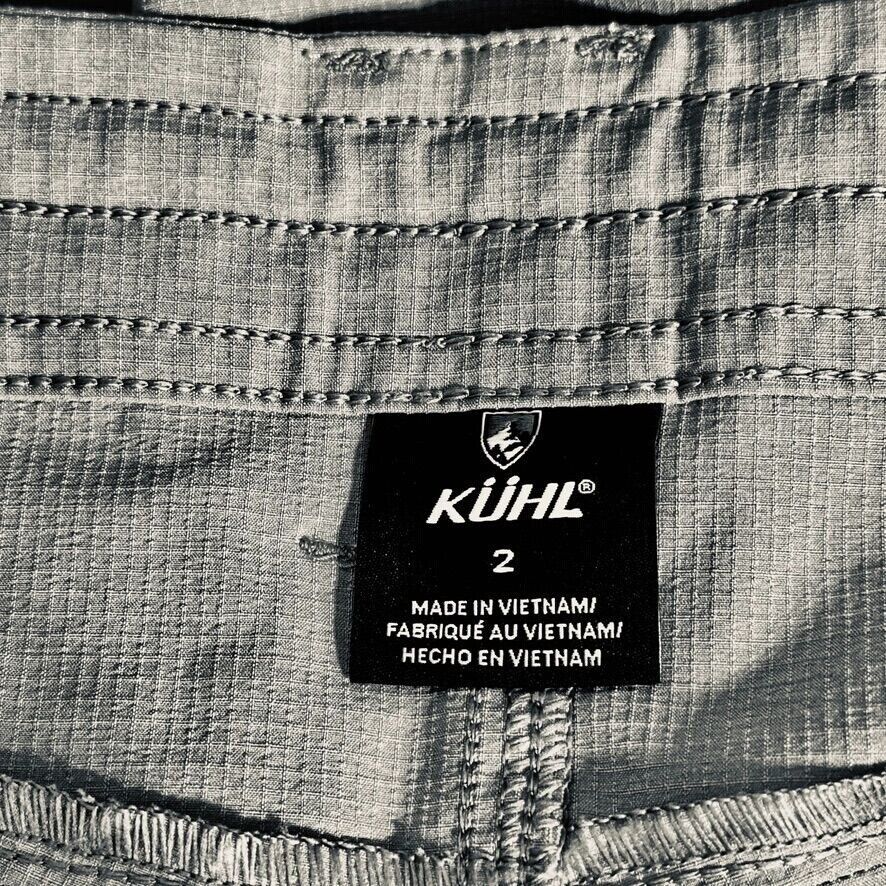 KÜHL®
2
MADE IN VIETNAM/
FABRIQUÉ AU VIETNAM/
HECHO EN VIETNAM